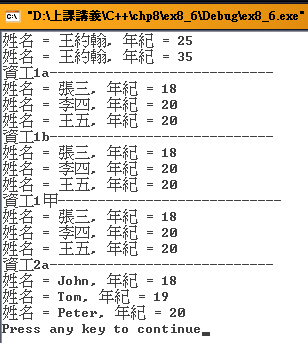 "D:\上課講義\C++\chp8\ex8_6\Debug\ex8_6.exe"
姓名 = 王約翰, 年紀 = 25
姓名 = 王約翰, 年紀 = 35
資工1a----------------------------
姓名 = 張三, 年紀 = 18
姓名 = 李四, 年紀 = 20
姓名 = 王五, 年紀 = 20
資工1b----------------------------
姓名 = 張三, 年紀 = 18
姓名 = 李四, 年紀 = 20
姓名 = 王五, 年紀 = 20
資工1甲----------------------------
姓名 = 張三, 年紀 = 18
姓名 = 李四, 年紀 = 20
姓名 = 王五, 年紀 = 20
資工2a----------------------------
姓名 = John, 年紀 = 18
姓名 = Tom, 年紀 = 19
姓名 = Peter, 年紀 = 20
Press any key to continue_